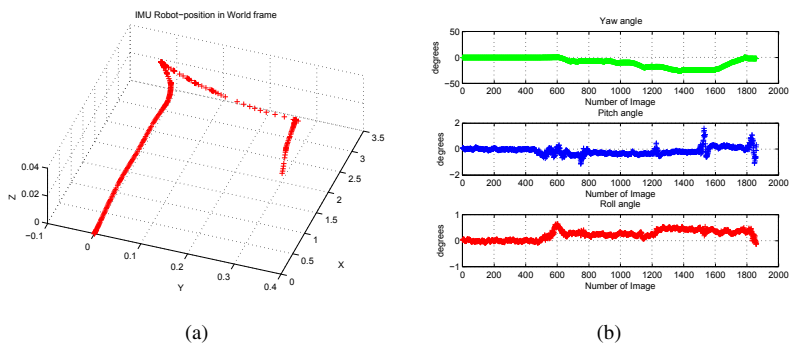 IMU Robot−position in World frame
0.04
0.02
0
−0.1
0
0.1
0.2
0.3
0.4
0
0.5
1
1.5
2
2.5
3
3.5
Z
Y
X
(a)
Yaw angle
50
0
−50
degrees
0 200 400 600 800 1000 1200 1400 1600 1800 2000
Number of Image
Pitch angle
2
0
−2
degrees
0 200 400 600 800 1000 1200 1400 1600 1800 2000
Number of Image
Roll angle
1
0
−1
degrees
0 200 400 600 800 1000 1200 1400 1600 1800 2000
Number of Image
(b)